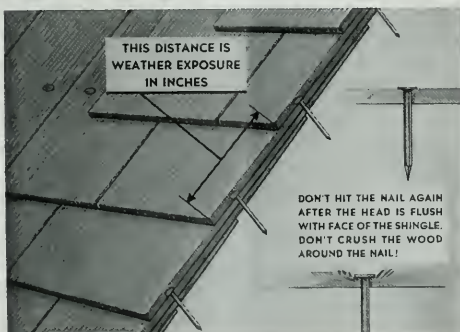 THIS DISTANCE IS
WEATHER EXPOSURE
IN INCHES
DON'T HIT THE NAIL AGAIN
AFTER THE HEAD IS FLUSH
WITH FACE OF THE SHINGLE.
DON'T CRUSH THE WOOD
AROUND THE NAIL!